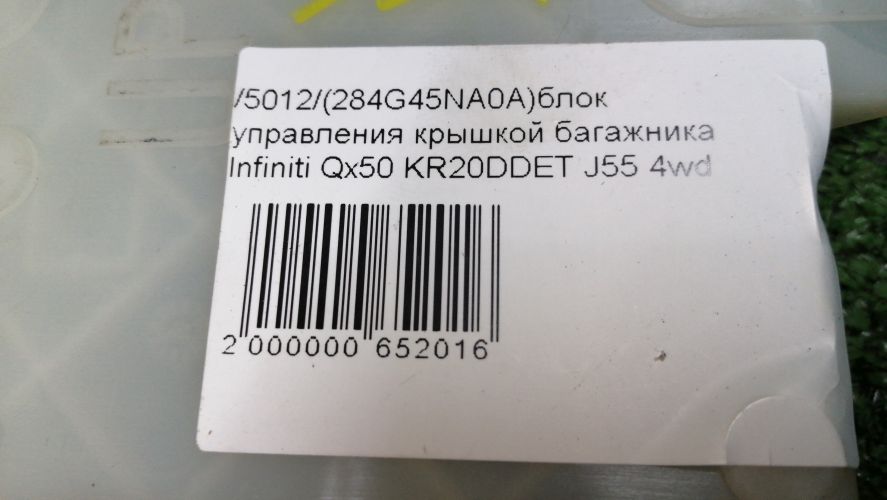 /5012/(284G45NA0A)блок
управления крышкой багажника
Infiniti Qx50 KR20DDET J55 4wd
2 000000 652016